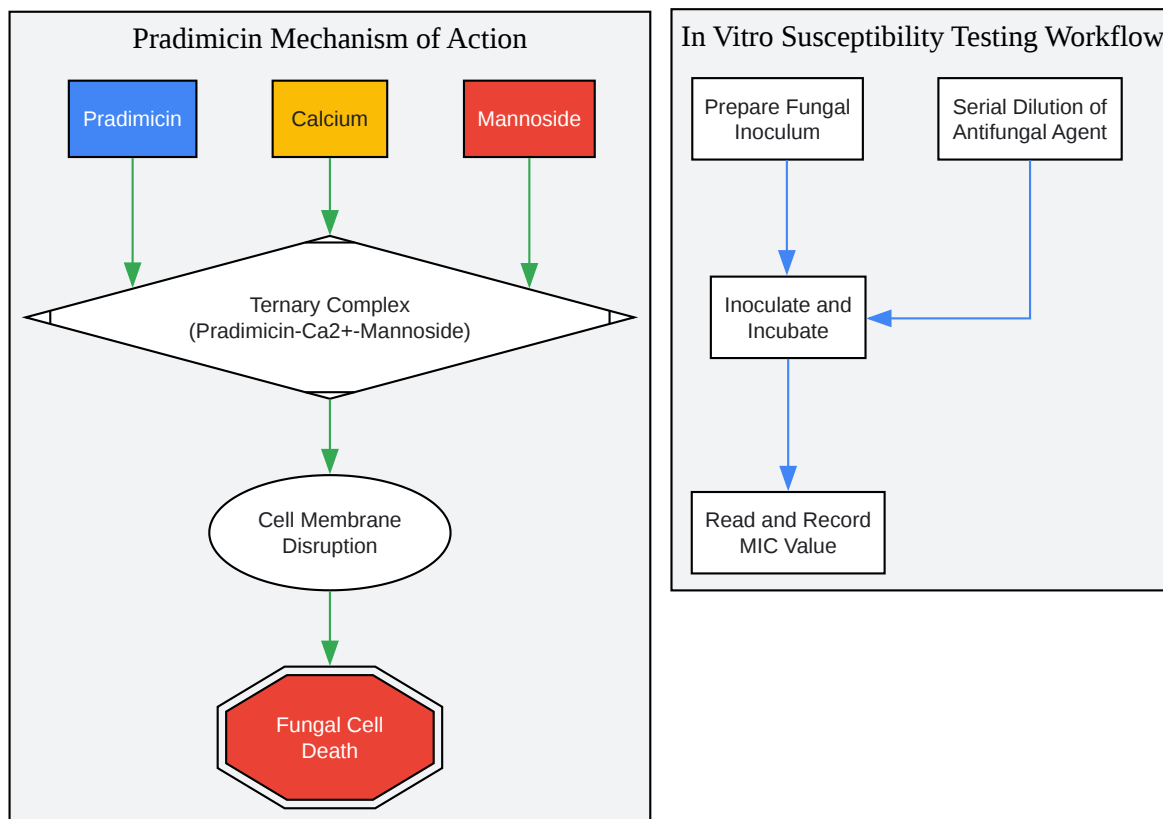 Pradimicin Mechanism of Action
Pradimicin
Calcium
Mannoside
Ternary Complex
(Pradimicin-Ca2+-Mannoside)
Cell Membrane
Disruption
Fungal Cell
Death
In Vitro Susceptibility Testing Workflow
Prepare Fungal
Inoculum
Serial Dilution of
Antifungal Agent
Inoculate and
Incubate
Read and Record
MIC Value